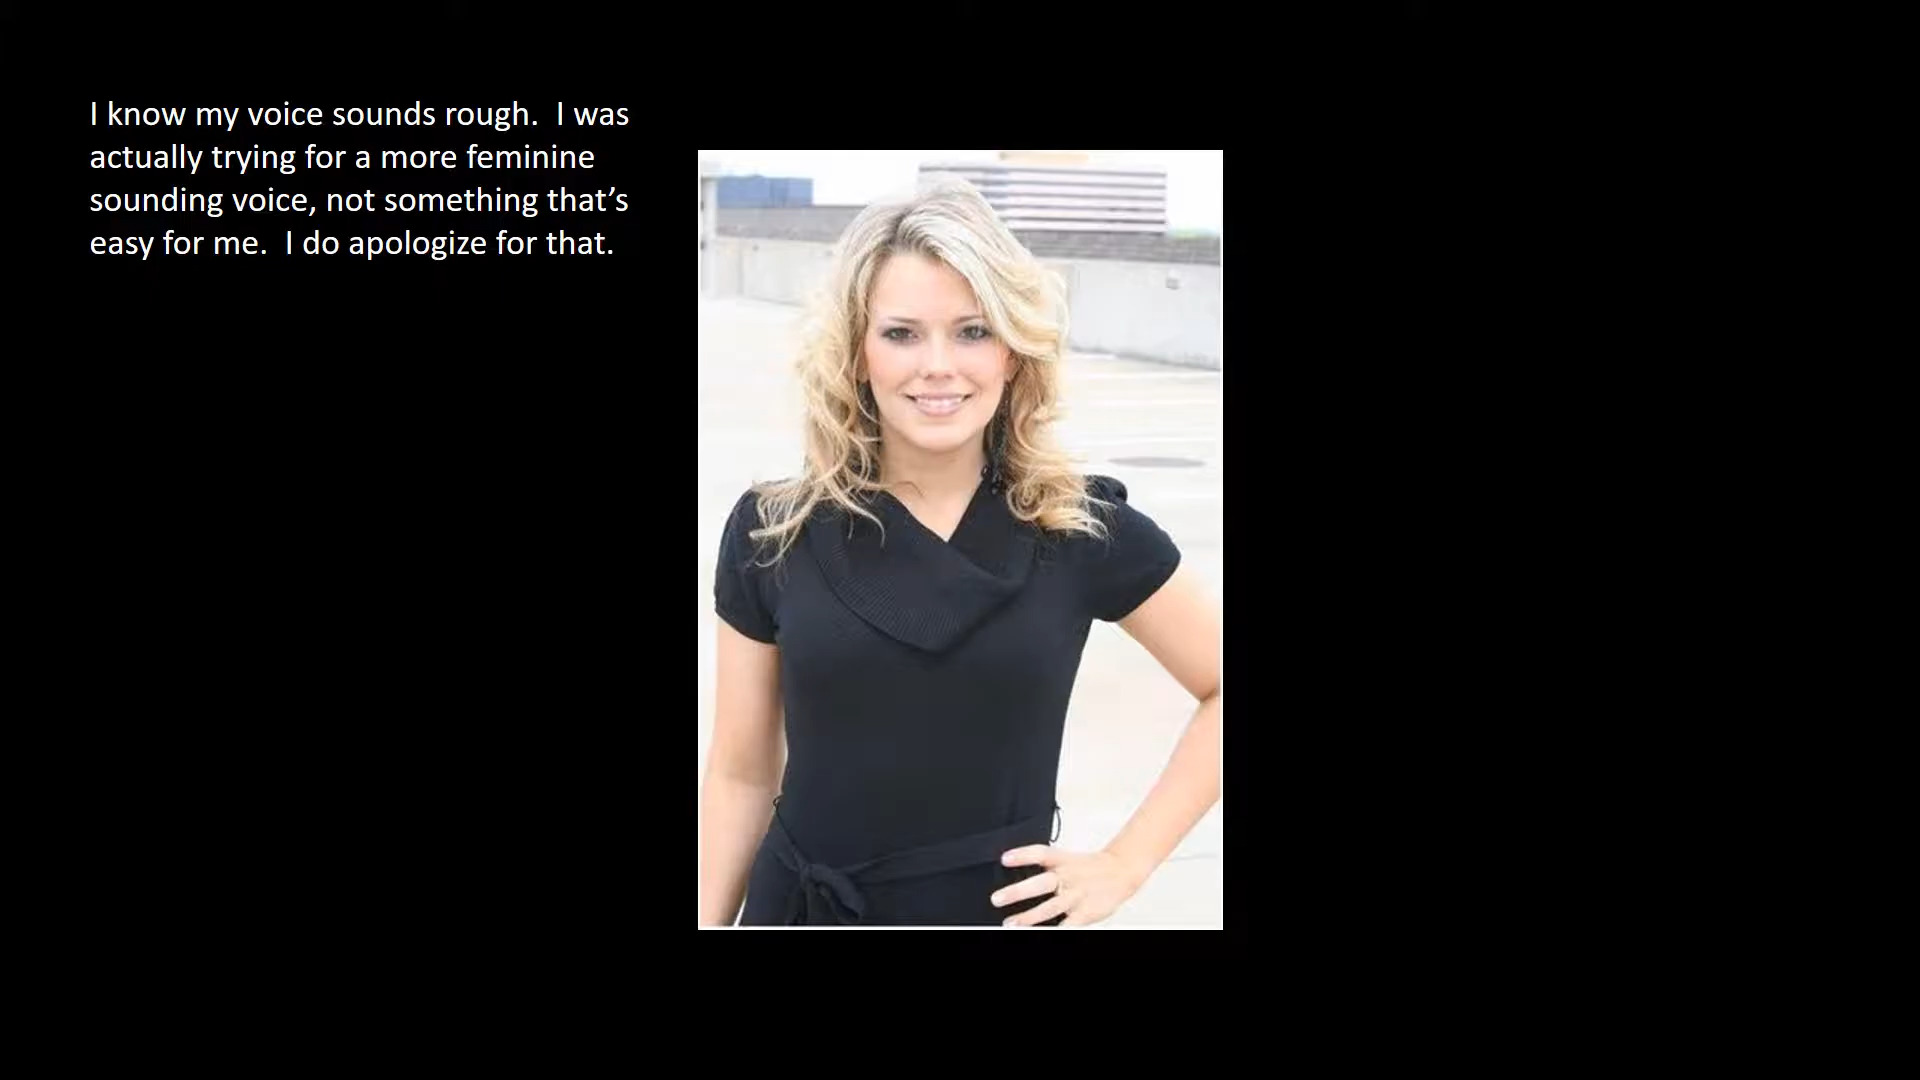 I know my voice sounds rough.  I was
actually trying for a more feminine
sounding voice, not something that’s
easy for me.  I do apologize for that.